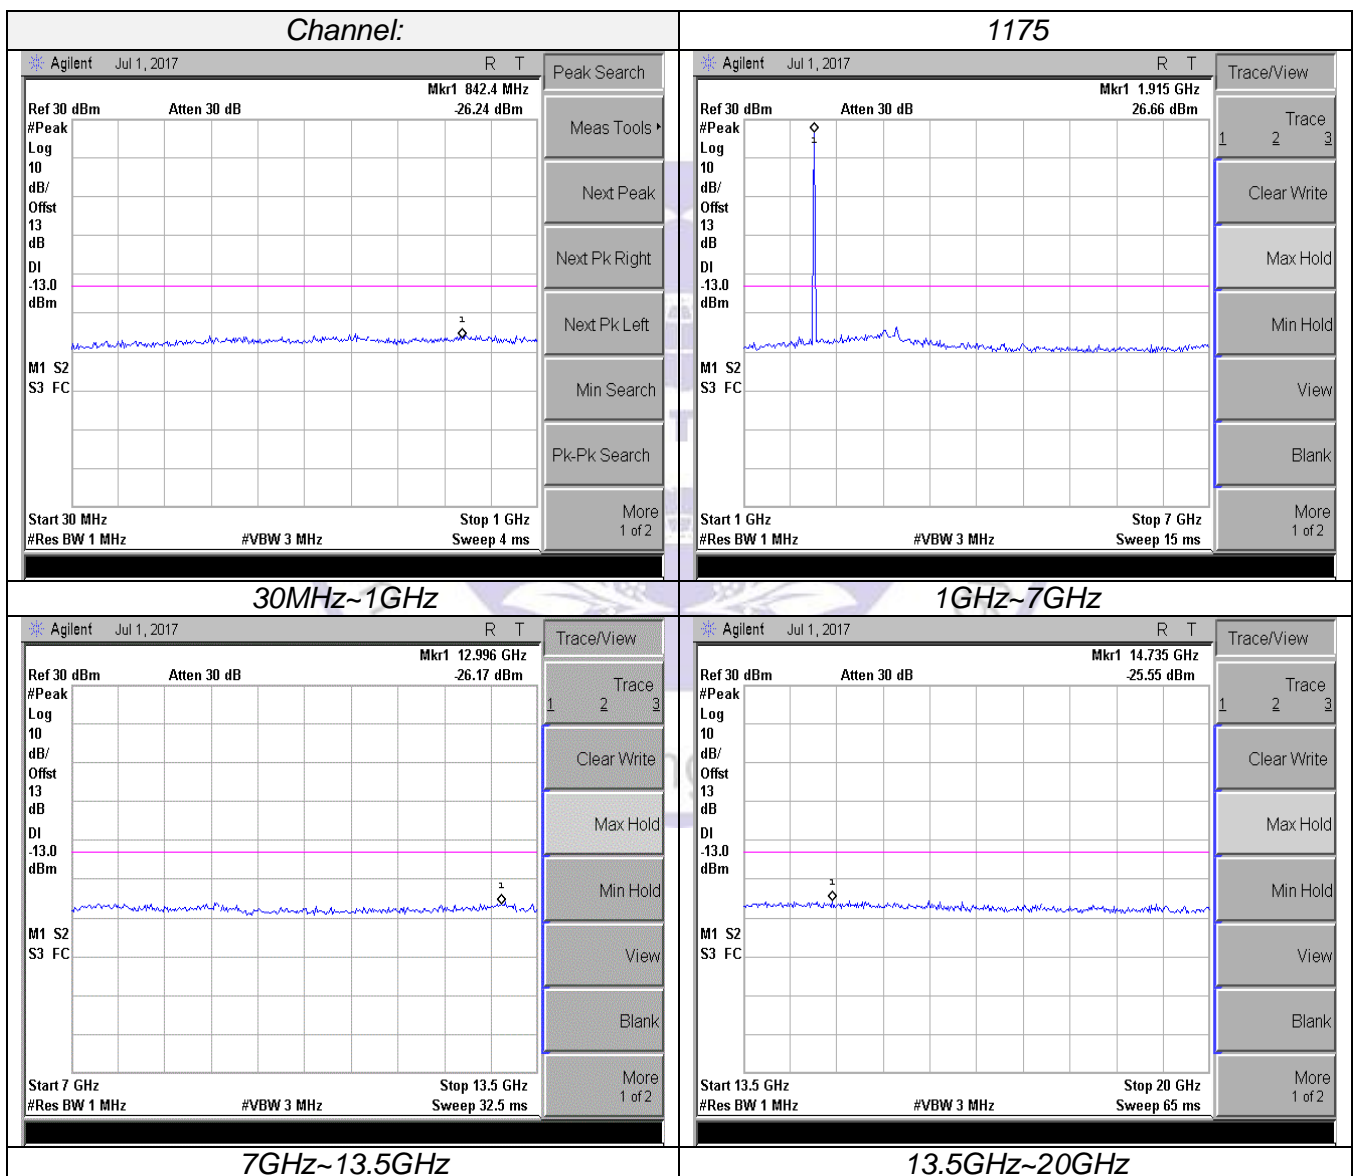 Channel:
1175
Agilent Jul 1, 2017 R T
Mkr1 842.4 MHz
Ref 30 dBm Atten 30 dB -26.24 dBm
#Peak
Log
10
dB/
Offst
13
dB
DI
-13.0
dBm
1
M1 S2
S3 FC
Start 30 MHz Stop 1 GHz
#Res BW 1 MHz #VBW 3 MHz Sweep 4 ms
Peak Search
Meas Tools
Next Peak
Next Pk Right
Next Pk Left
Min Search
Pk-Pk Search
More
1 of 2
Agilent Jul 1, 2017 R T
Mkr1 1.915 GHz
Ref 30 dBm Atten 30 dB 26.66 dBm
#Peak
Log
10
dB/
Offst
13
dB
DI
-13.0
dBm
1
M1 S2
S3 FC
Start 1 GHz Stop 7 GHz
#Res BW 1 MHz #VBW 3 MHz Sweep 15 ms
Trace/View
Trace
1 2 3
Clear Write
Max Hold
Min Hold
View
Blank
More
1 of 2
30MHz~1GHz
1GHz~7GHz
Agilent Jul 1, 2017 R T
Mkr1 12.996 GHz
Ref 30 dBm Atten 30 dB -26.17 dBm
#Peak
Log
10
dB/
Offst
13
dB
DI
-13.0
dBm
1
M1 S2
S3 FC
Start 7 GHz Stop 13.5 GHz
#Res BW 1 MHz #VBW 3 MHz Sweep 32.5 ms
Trace/View
Trace
1 2 3
Clear Write
Max Hold
Min Hold
View
Blank
More
1 of 2
Agilent Jul 1, 2017 R T
Mkr1 14.735 GHz
Ref 30 dBm Atten 30 dB -25.55 dBm
#Peak
Log
10
dB/
Offst
13
dB
DI
-13.0
dBm
1
M1 S2
S3 FC
Start 13.5 GHz Stop 20 GHz
#Res BW 1 MHz #VBW 3 MHz Sweep 65 ms
Trace/View
Trace
1 2 3
Clear Write
Max Hold
Min Hold
View
Blank
More
1 of 2
7GHz~13.5GHz
13.5GHz~20GHz